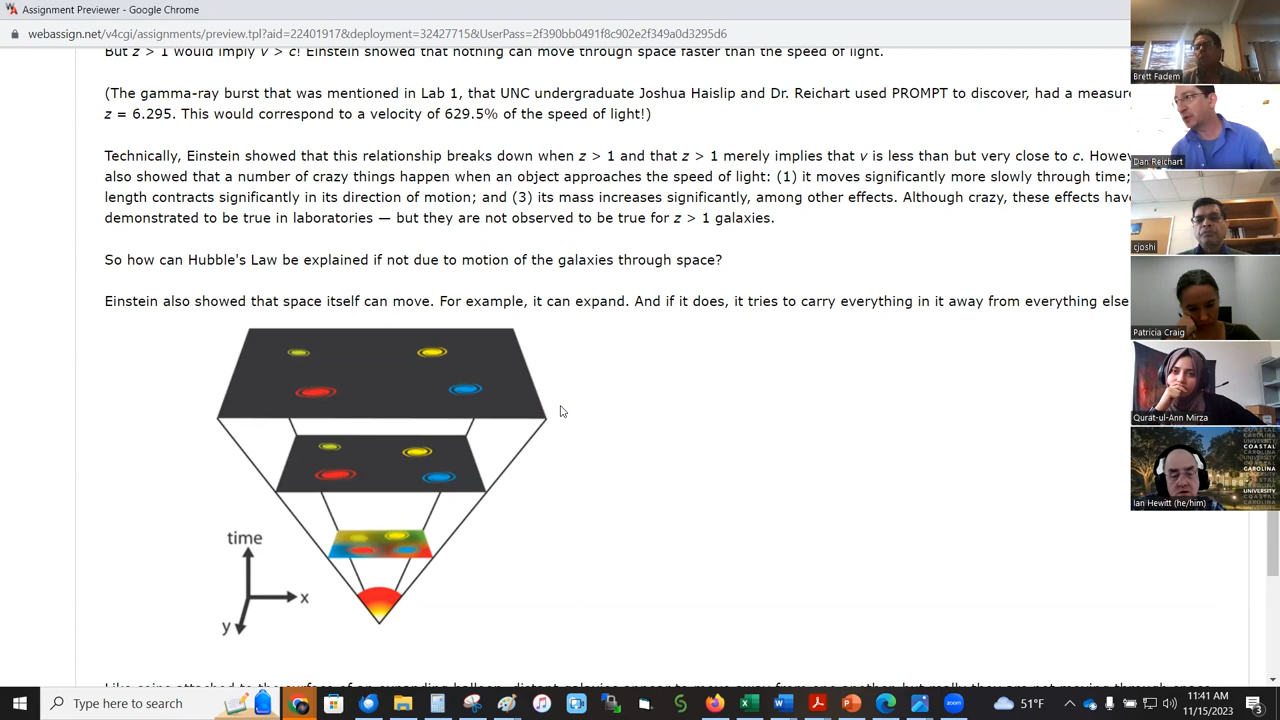 Assignment Previewer - Google Chrome
webassign.net/v4cgi/assignments/preview.tpl?aid=22401917&deployment=32427715&UserPass=2f390bb0491f8c902e2f349a0d3295d6
But z > 1 would imply v > c! Einstein showed that nothing can move through space faster than the speed of light.
(The gamma-ray burst that was mentioned in Lab 1, that UNC undergraduate Joshua Haislip and Dr. Reichart used PROMPT to discover, had a measure
z = 6.295. This would correspond to a velocity of 629.5% of the speed of light!)
Technically, Einstein showed that this relationship breaks down when z > 1 and that z > 1 merely implies that v is less than but very close to c. Howev
also showed that a number of crazy things happen when an object approaches the speed of light: (1) it moves significantly more slowly through time;
length contracts significantly in its direction of motion; and (3) its mass increases significantly, among other effects. Although crazy, these effects have
demonstrated to be true in laboratories — but they are not observed to be true for z > 1 galaxies.
So how can Hubble's Law be explained if not due to motion of the galaxies through space?
Einstein also showed that space itself can move. For example, it can expand. And if it does, it tries to carry everything in it away from everything else
time
x
y
Brett Fadem
Dan Reichart
cjoshi
Patricia Craig
Qurat-ul-Ann Mirza
COASTAL
CAROLINA
UNIVERSITY
Ian Hewitt (he/him)
Type here to search
zoom
51°F
11:41 AM
11/15/2023
3